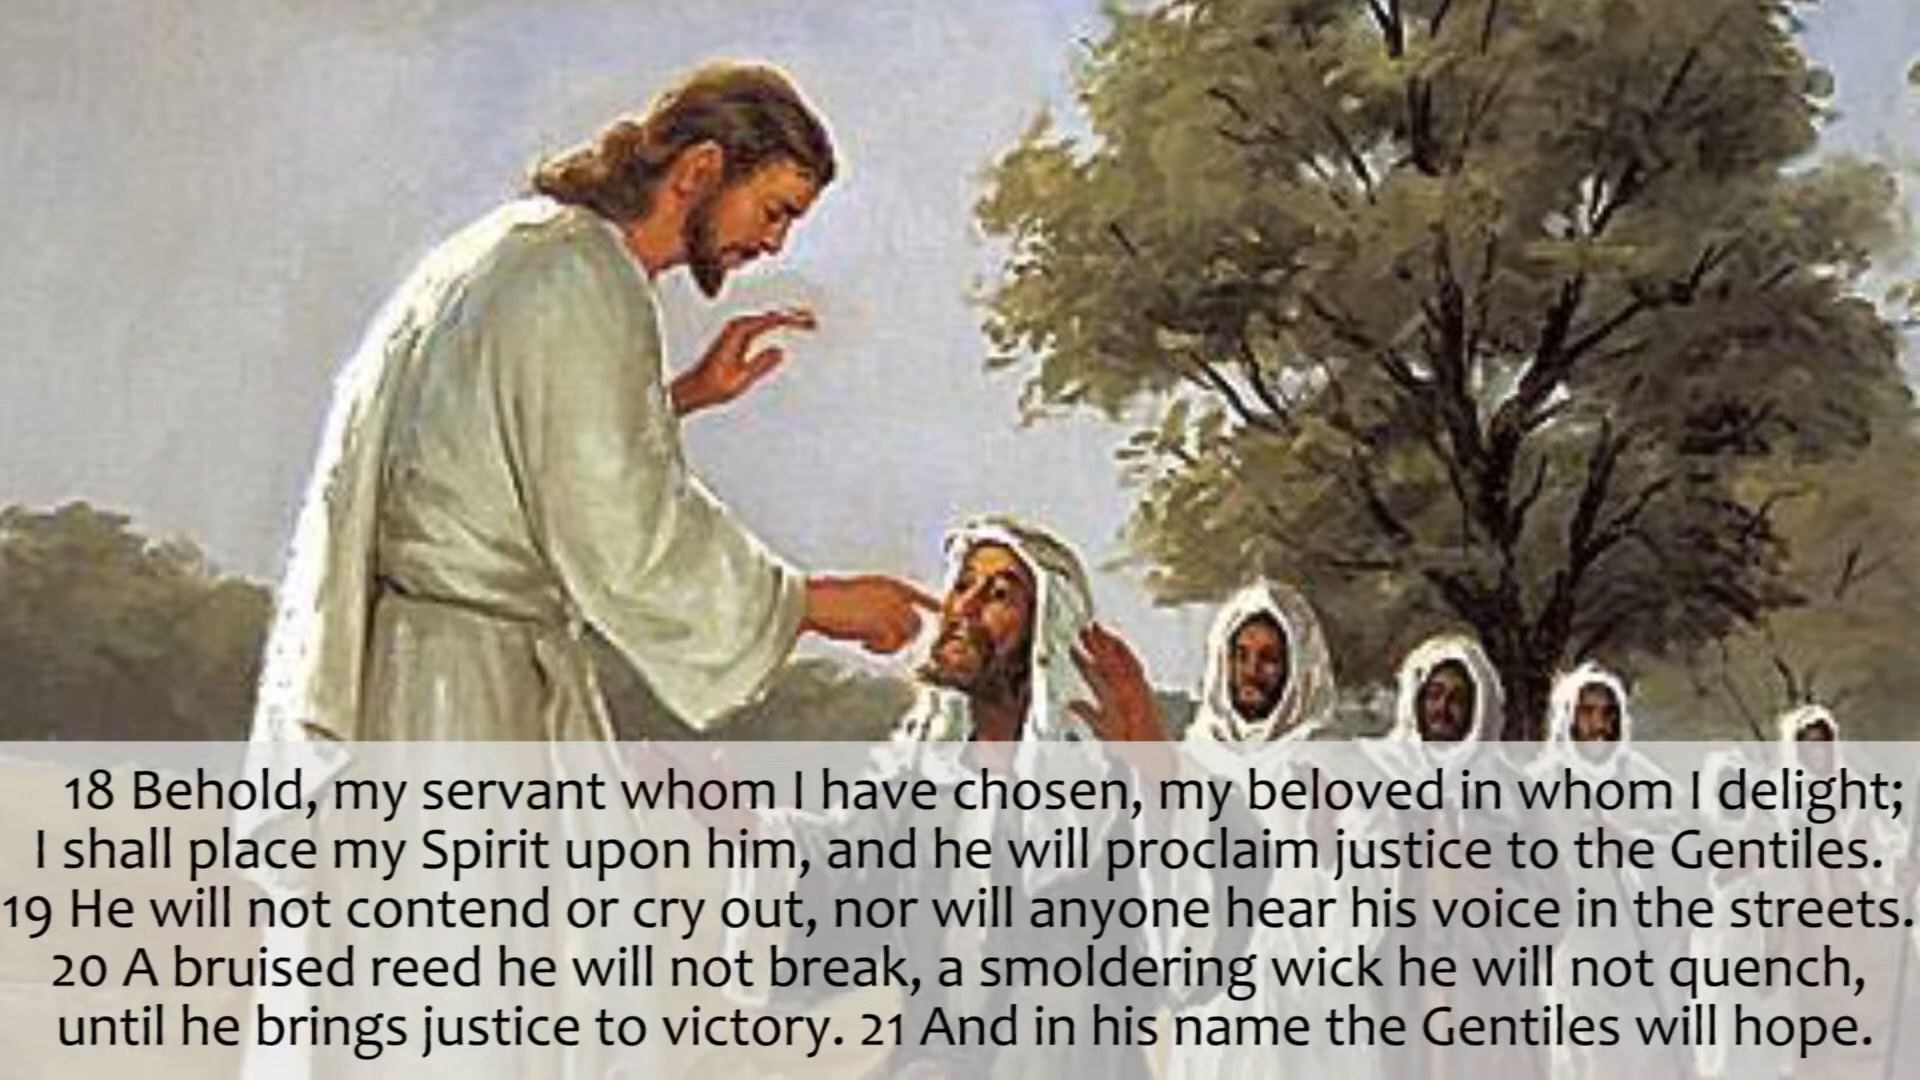 18 Behold, my servant whom I have chosen, my beloved in whom I delight;
I shall place my Spirit upon him, and he will proclaim justice to the Gentiles.
19 He will not contend or cry out, nor will anyone hear his voice in the streets.
20 A bruised reed he will not break, a smoldering wick he will not quench,
until he brings justice to victory. 21 And in his name the Gentiles will hope.